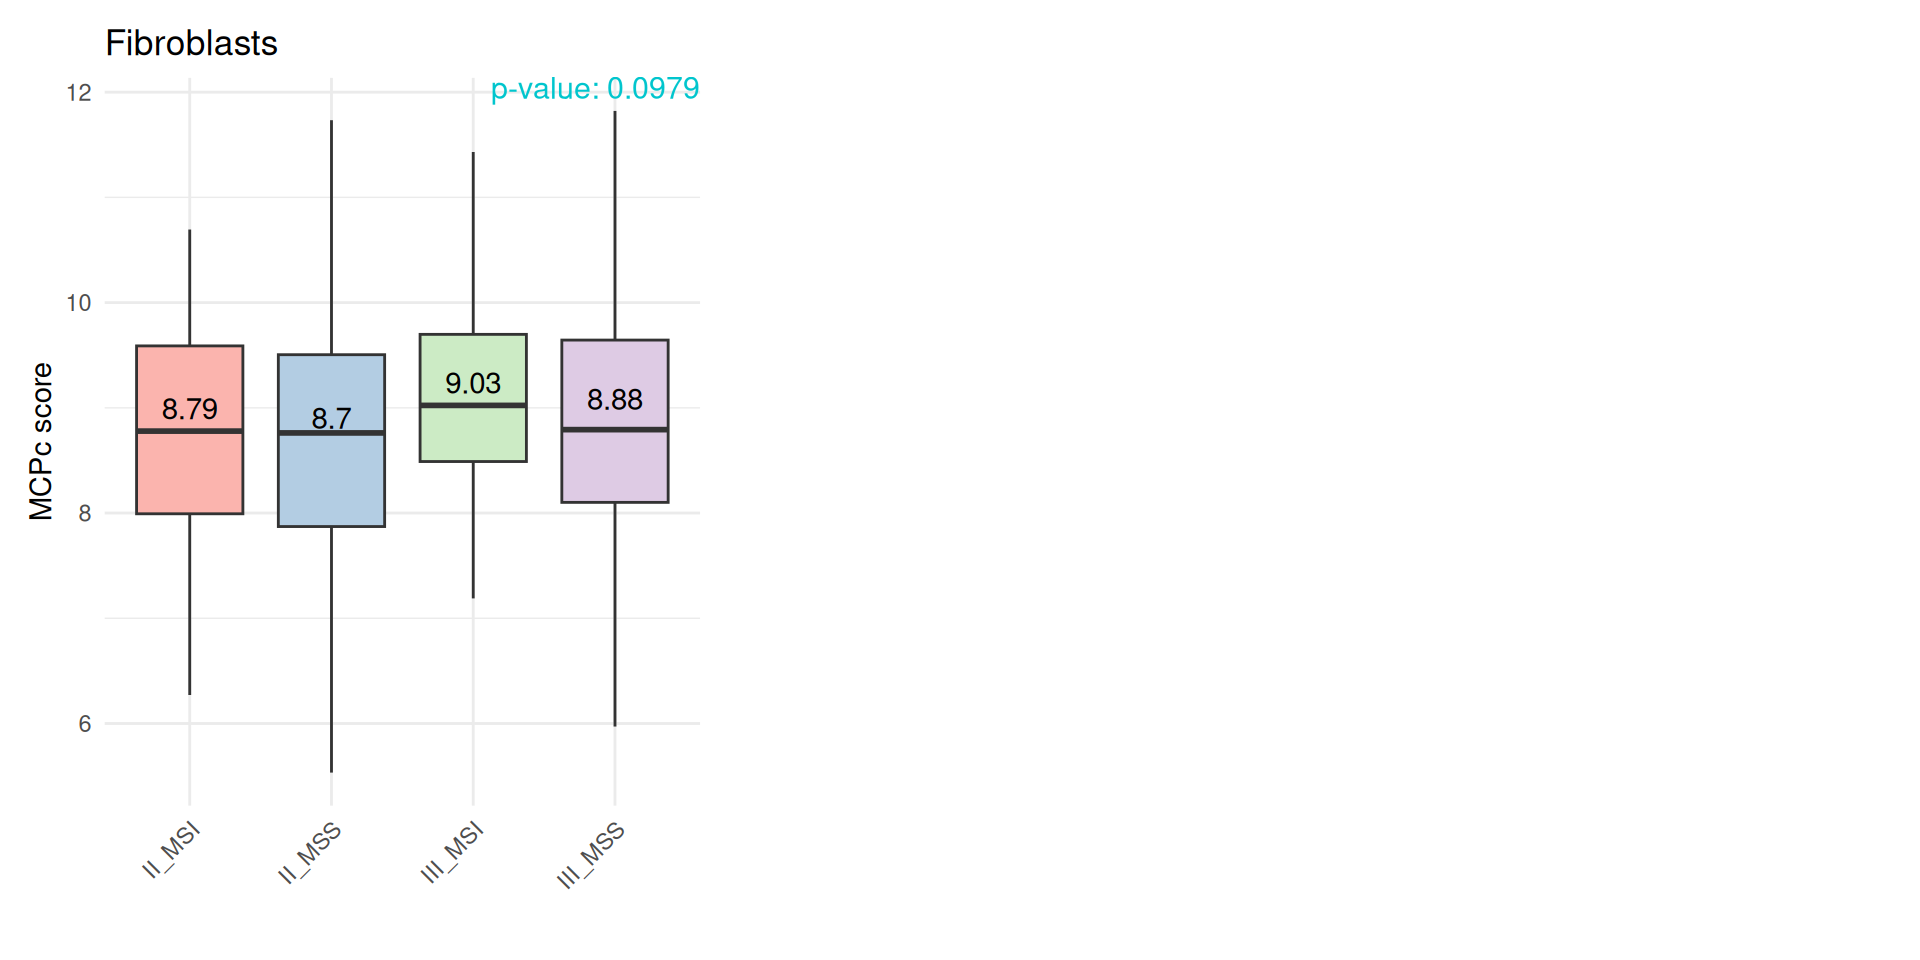 Fibroblasts
p-value: 0.0979
12
10
8
6
MCPc score
8.79
8.7
9.03
8.88
II_MSI
II_MSS
III_MSI
III_MSS